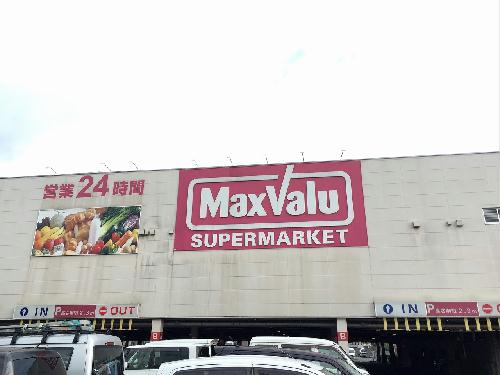 営業24時間
MaxValu
SUPERMARKET
IN
P
OUT
IN
P